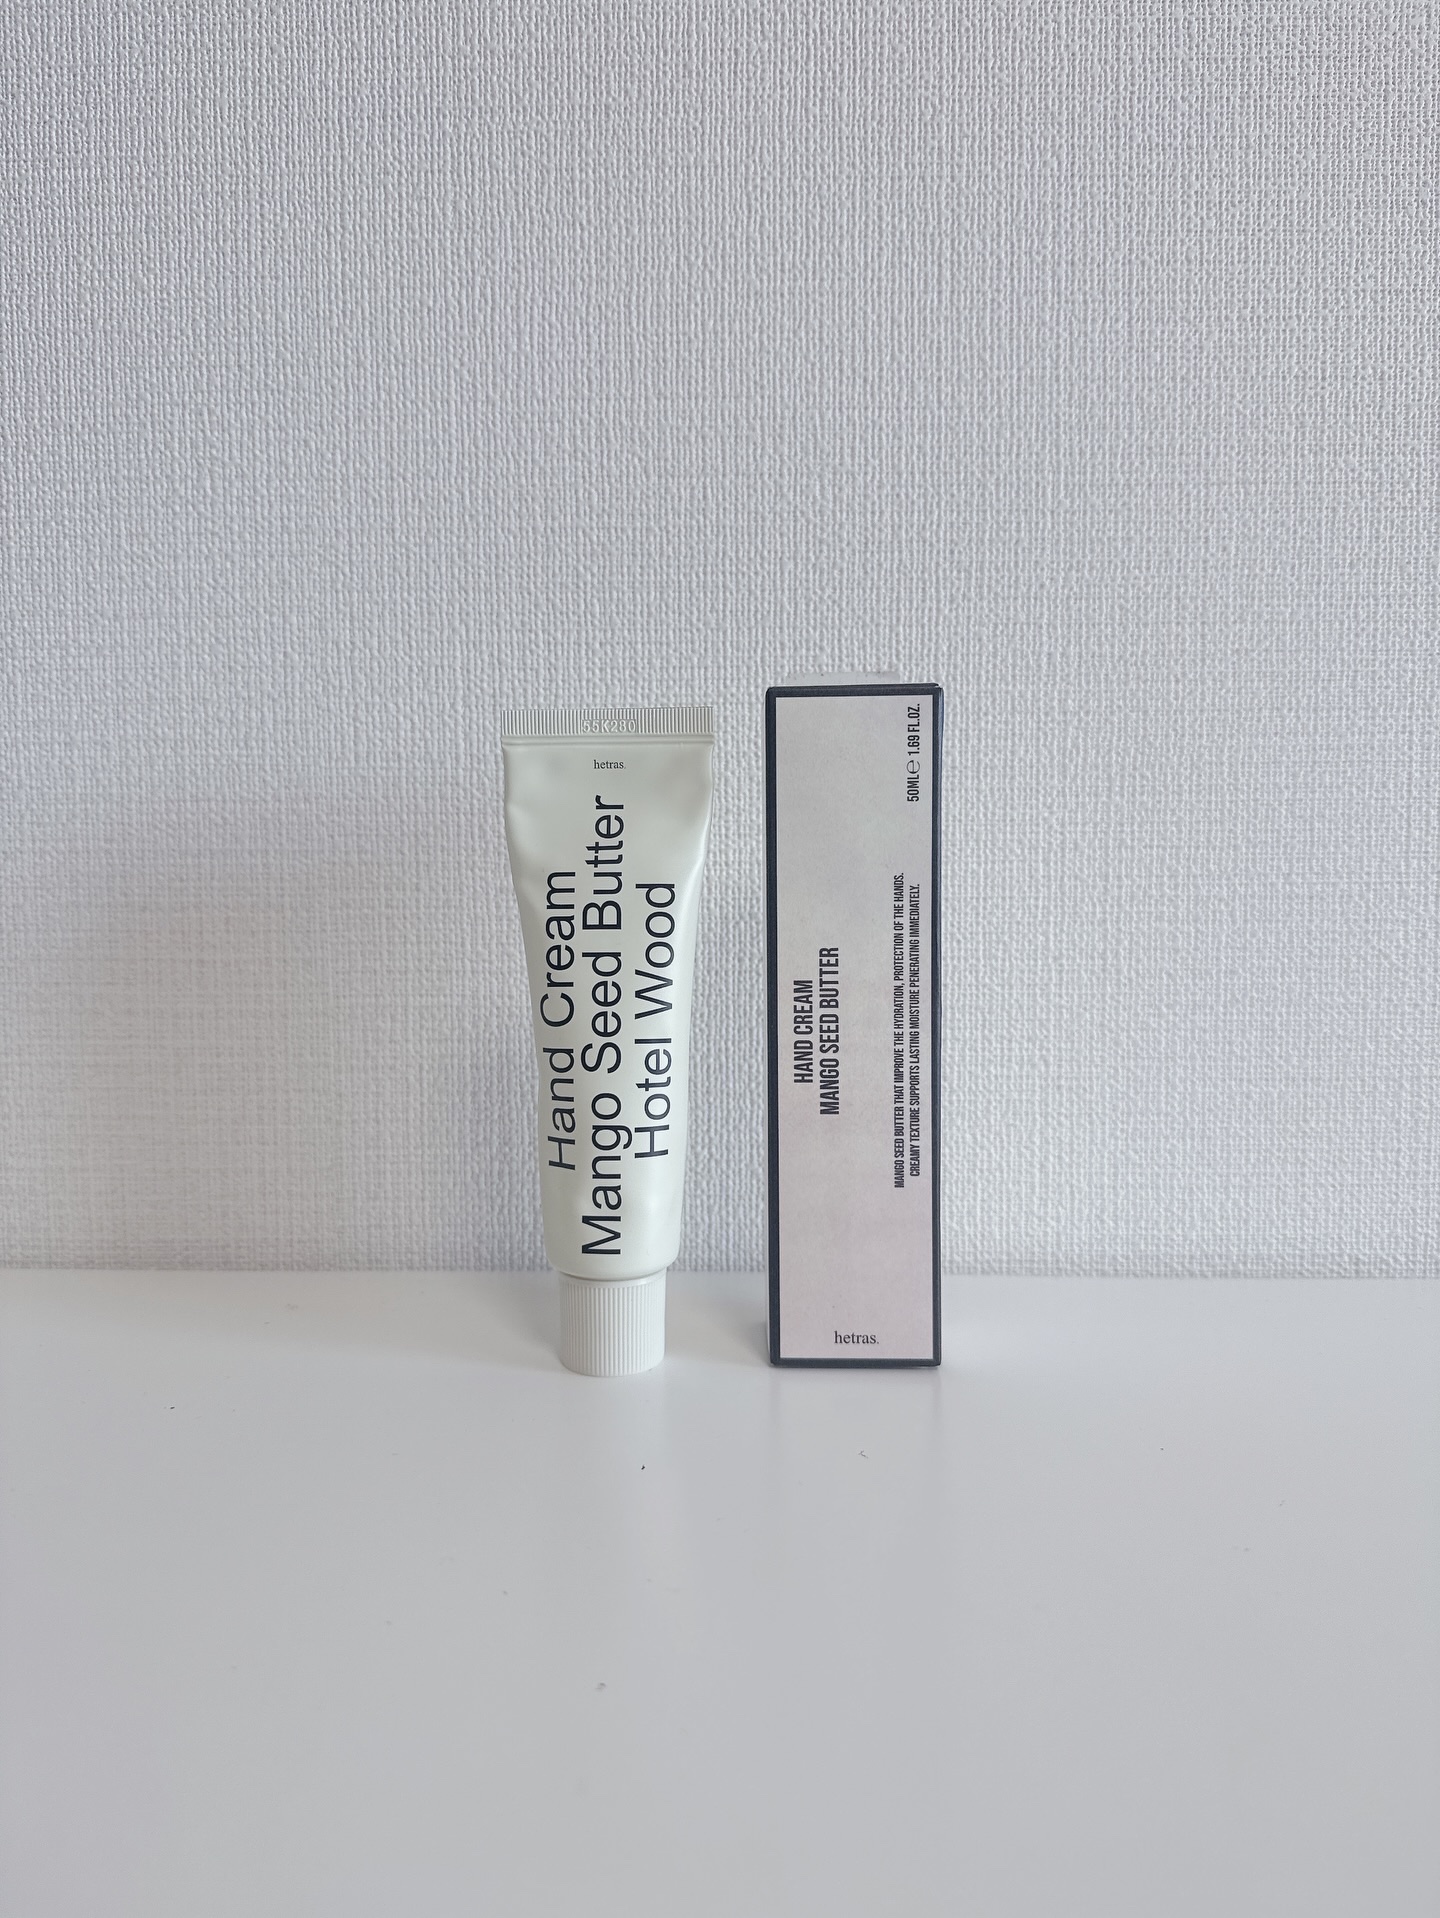 55K280
hetras.
Hand Cream
Mango Seed Butter
Hotel Wood
HAND CREAM
MANGO SEED BUTTER
MANGO SEED BUTTER THAT IMPROVE THE HYDRATION, PROTECTION OF THE HANDS.
CREAMY TEXTURE SUPPORTS LASTING MOISTURE PENERATING IMMEDIATELY.
50ML℮ 1.69 FL.OZ.
hetras.